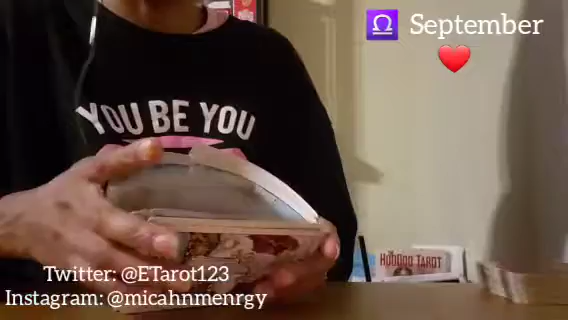 ♎ September
❤️
YOU BE YOU
HOODOO TAROT
Twitter: @ETarot123
Instagram: @micahnmenrgy